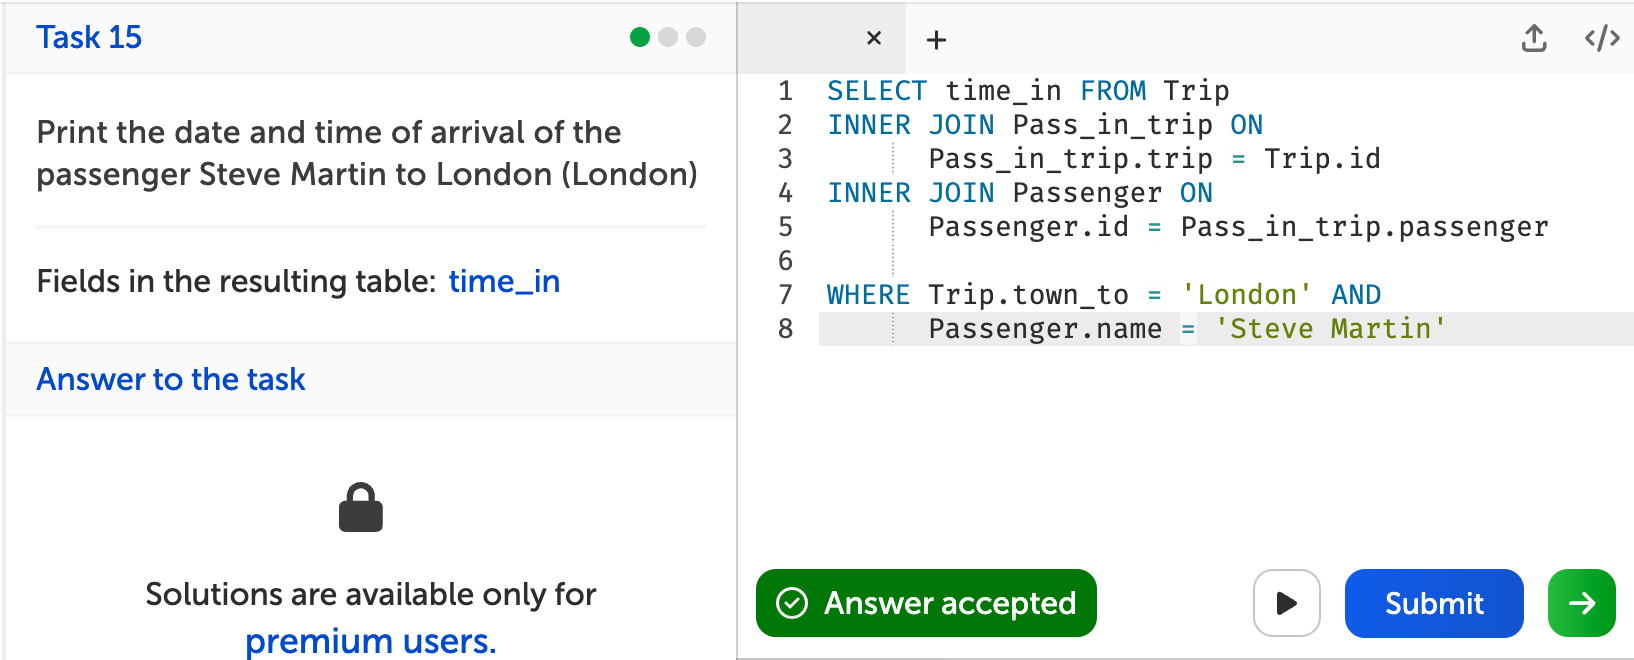 Task 15
Print the date and time of arrival of the
passenger Steve Martin to London (London)
Fields in the resulting table: time_in
Answer to the task
Solutions are available only for
premium users.
× +
</>
1 SELECT time_in FROM Trip
2 INNER JOIN Pass_in_trip ON
3 Pass_in_trip.trip = Trip.id
4 INNER JOIN Passenger ON
5 Passenger.id = Pass_in_trip.passenger
6
7 WHERE Trip.town_to = 'London' AND
8 Passenger.name = 'Steve Martin'
Answer accepted
Submit